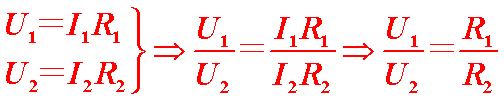 U₁=I₁R₁
U₂=I₂R₂
} ⇒ U₁/U₂ = I₁R₁/I₂R₂ ⇒ U₁/U₂ = R₁/R₂